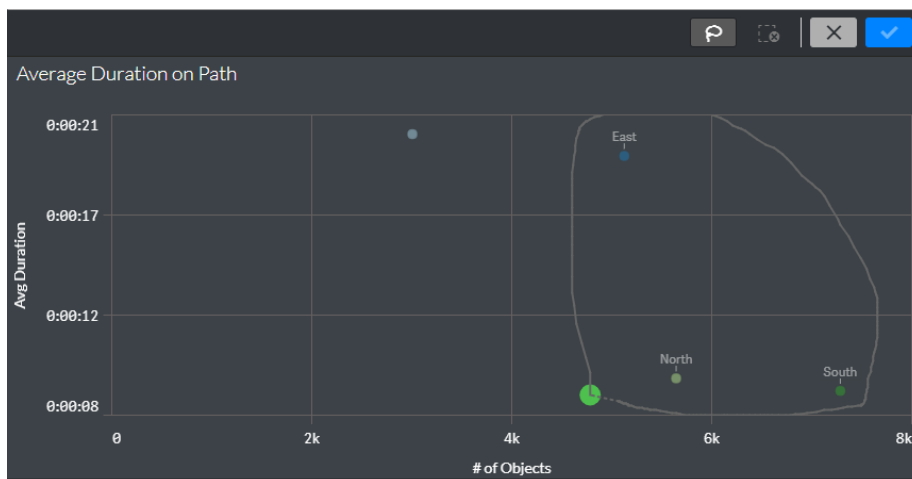 Average Duration on Path
0:00:21
East
0:00:17
Avg Duration
0:00:12
North
South
0:00:08
0
2k
4k
6k
8k
# of Objects